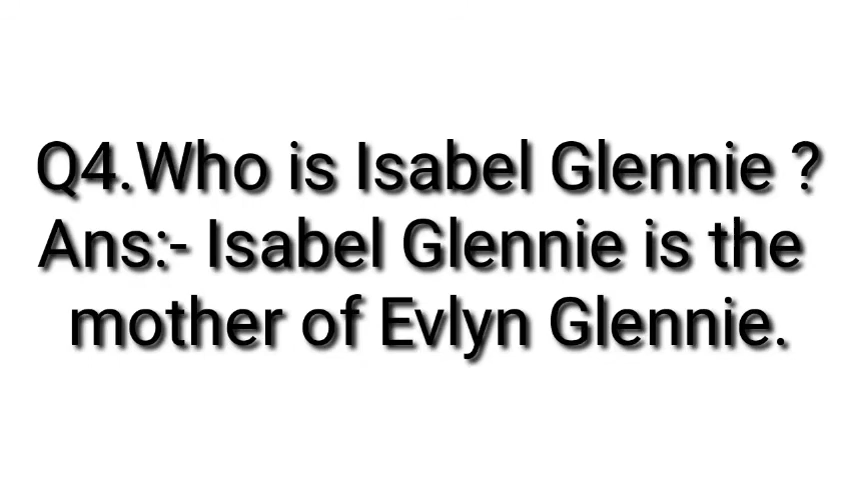 Q4.Who is Isabel Glennie ?
Ans:- Isabel Glennie is the
mother of Evlyn Glennie.